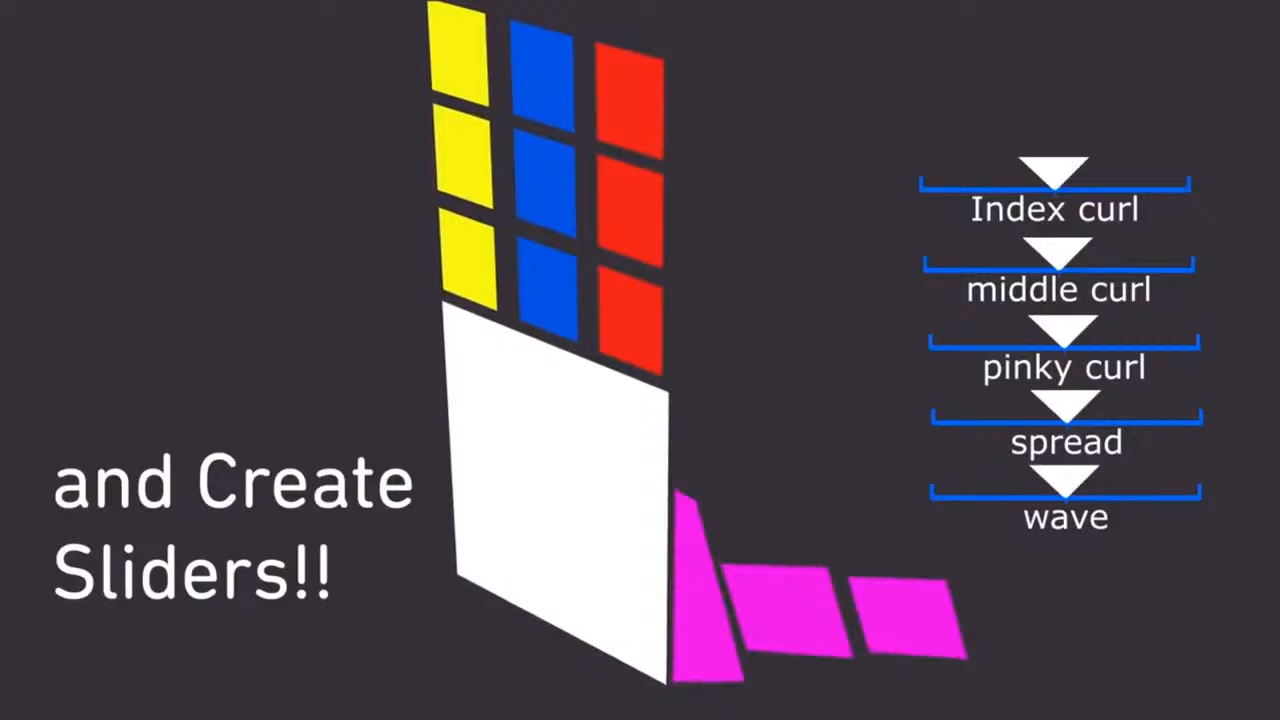 and Create
Sliders!!
Index curl
middle curl
pinky curl
spread
wave